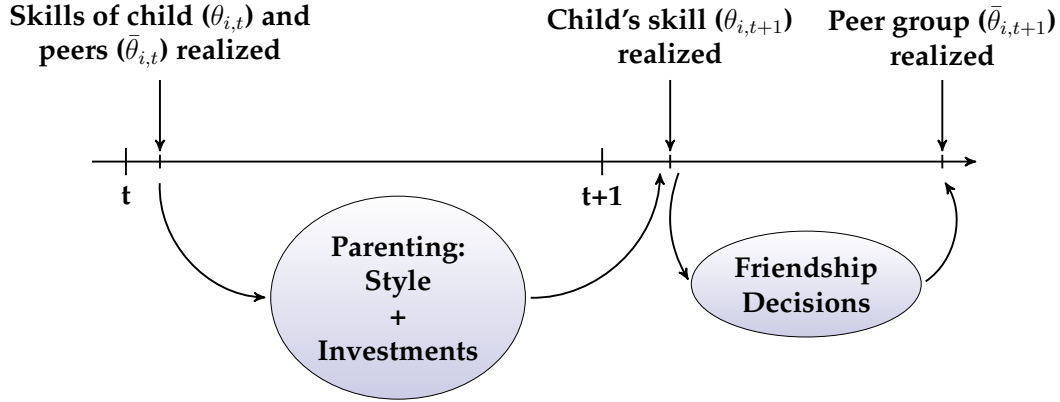 Skills of child (θ_{i,t}) and
peers (θ̄_{i,t}) realized
Child's skill (θ_{i,t+1})
realized
Peer group (θ̄_{i,t+1})
realized
t
t+1
Parenting:
Style
+
Investments
Friendship
Decisions